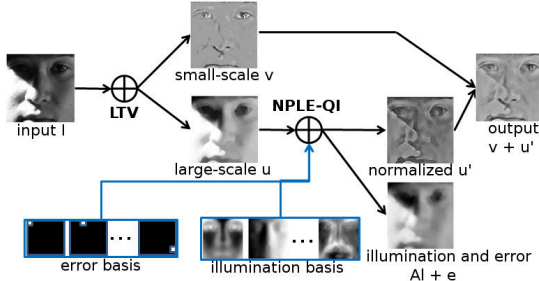 small-scale v
LTV
NPLE-QI
input I
output
v + u'
large-scale u
normalized u'
...
...
error basis
illumination basis
illumination and error
Al + e